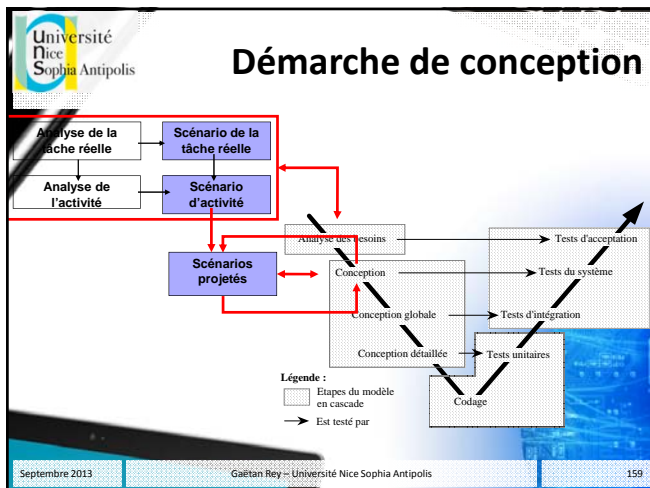 Université
Nice
Sophia Antipolis
Démarche de conception
Analyse de la
tâche réelle
Scénario de la
tâche réelle
Analyse de
l'activité
Scénario
d'activité
Scénarios
projetés
Analyse des besoins
Tests d'acceptation
Conception
Tests du système
Conception globale
Tests d'intégration
Conception détaillée
Tests unitaires
Codage
Légende :
Etapes du modèle
en cascade
Est testé par
Septembre 2013
Gaëtan Rey – Université Nice Sophia Antipolis
159